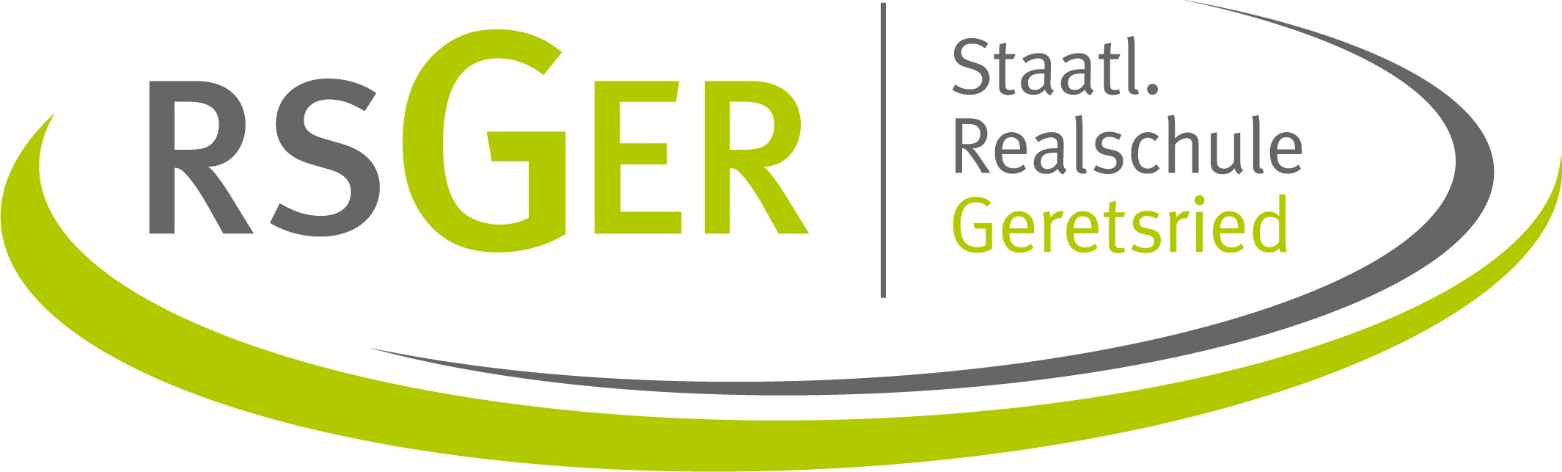 RSGER
Staatl.
Realschule
Geretsried